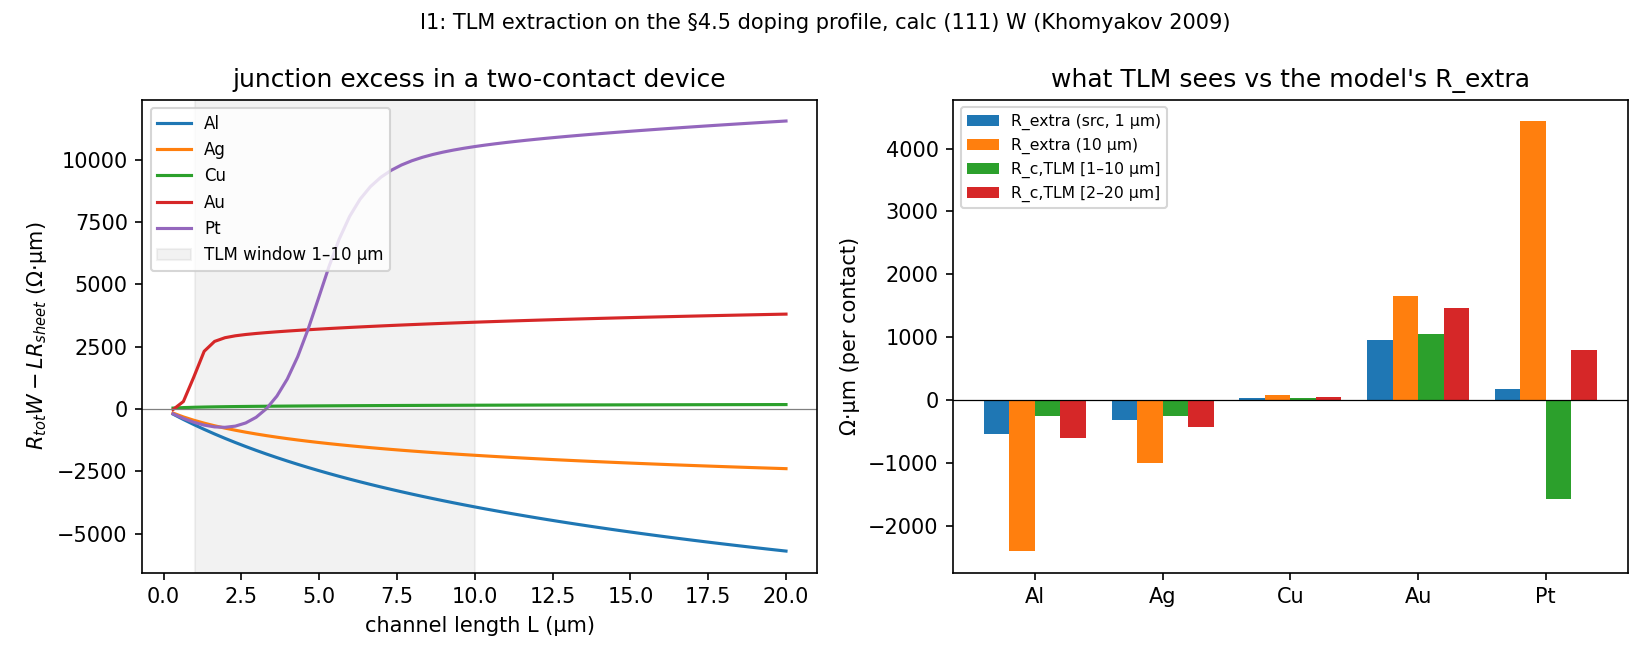 I1: TLM extraction on the §4.5 doping profile, calc (111) W (Khomyakov 2009)
junction excess in a two-contact device
R_tot W − L R_sheet (Ω·μm)
10000
7500
5000
2500
0
−2500
−5000
Al
Ag
Cu
Au
Pt
TLM window 1–10 μm
0.0 2.5 5.0 7.5 10.0 12.5 15.0 17.5 20.0
channel length L (μm)
what TLM sees vs the model's R_extra
Ω·μm (per contact)
4000
3000
2000
1000
0
−1000
−2000
R_extra (src, 1 μm)
R_extra (10 μm)
R_c,TLM [1–10 μm]
R_c,TLM [2–20 μm]
Al Ag Cu Au Pt